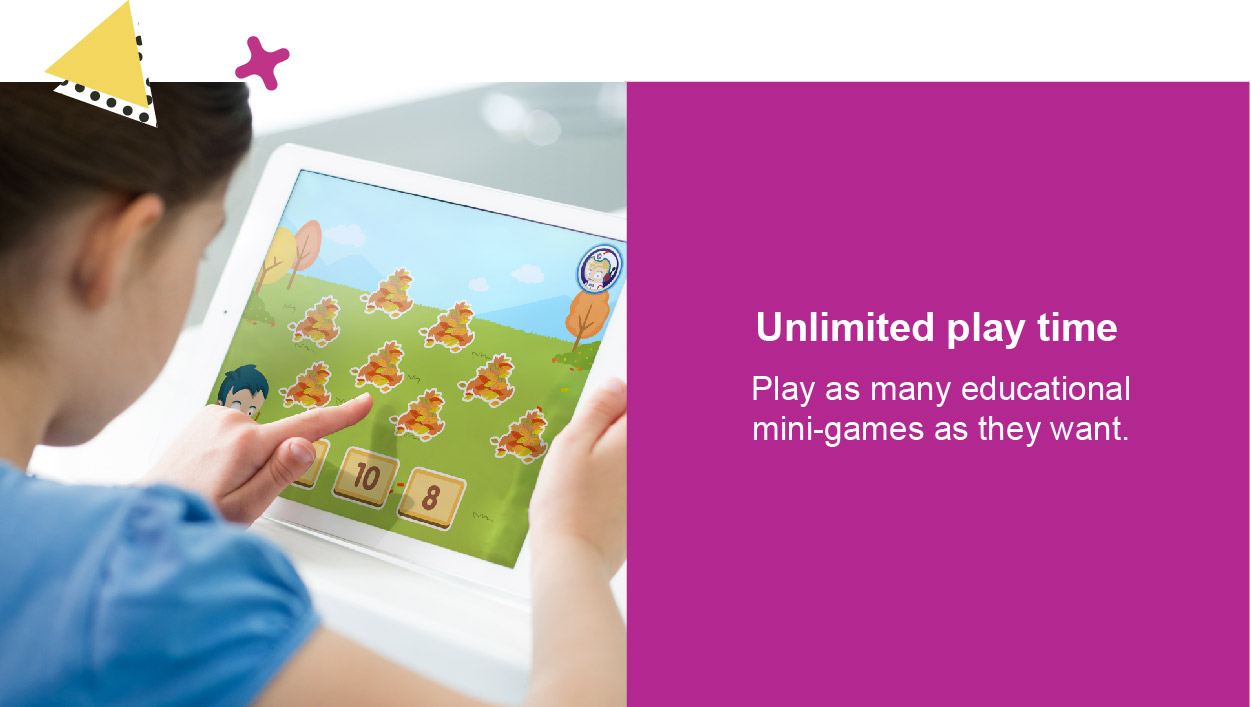 Unlimited play time
Play as many educational
mini-games as they want.
10
8